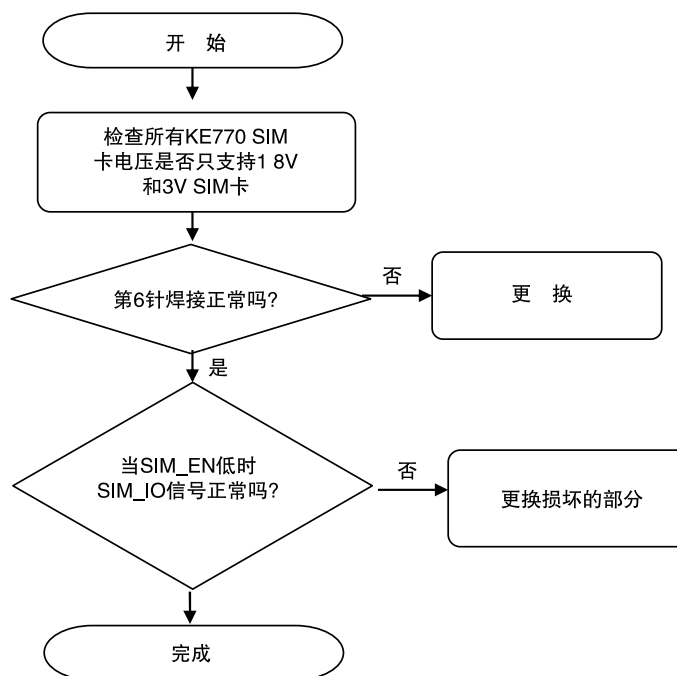 开 始
检查所有KE770 SIM
卡电压是否只支持1 8V
和3V SIM卡
第6针焊接正常吗?
否
更 换
是
当SIM_EN低时
SIM_IO信号正常吗?
否
更换损坏的部分
完成